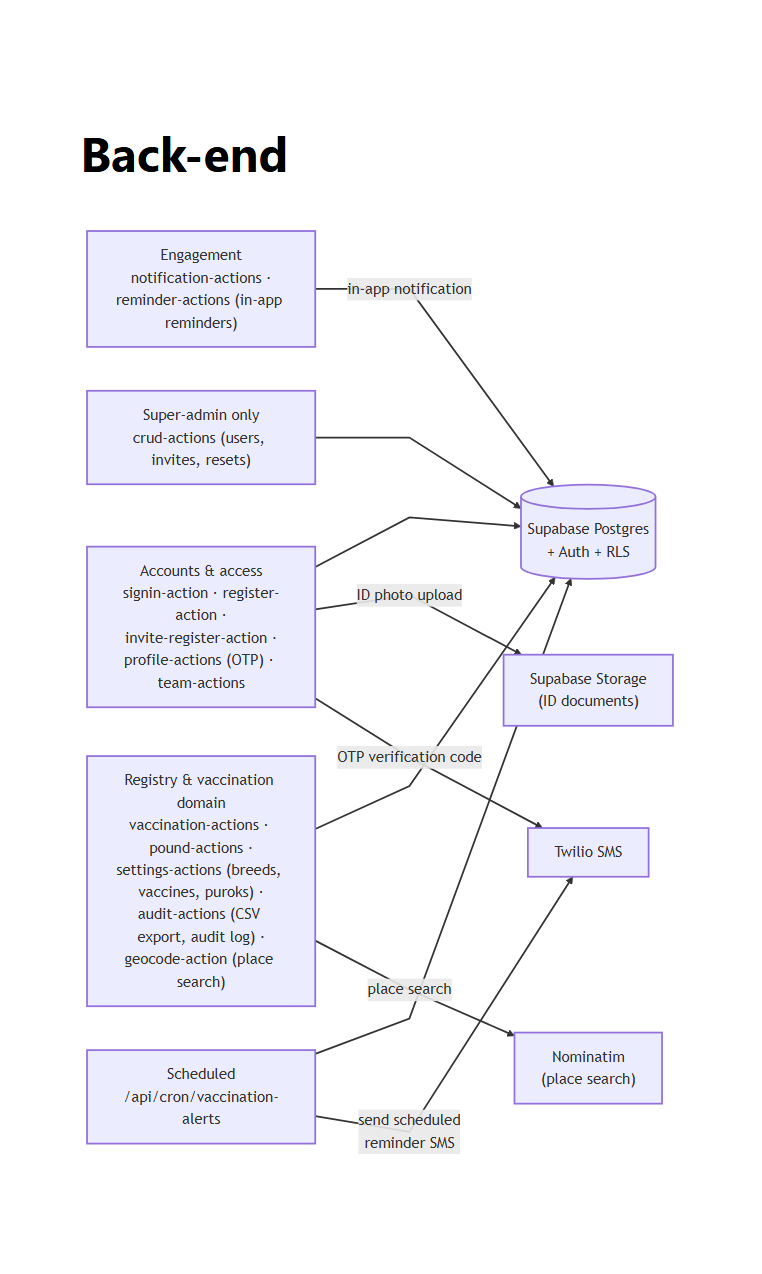 Back-end
Engagement
notification-actions ·
reminder-actions (in-app
reminders)
in-app notification
Super-admin only
crud-actions (users,
invites, resets)
Supabase Postgres
+ Auth + RLS
Accounts & access
signin-action · register-
action ·
invite-register-action ·
profile-actions (OTP) ·
team-actions
ID photo upload
Supabase Storage
(ID documents)
OTP verification code
Registry & vaccination
domain
vaccination-actions ·
pound-actions ·
settings-actions (breeds,
vaccines, puroks) ·
audit-actions (CSV
export, audit log) ·
geocode-action (place
search)
Twilio SMS
place search
Nominatim
(place search)
Scheduled
/api/cron/vaccination-
alerts
send scheduled
reminder SMS